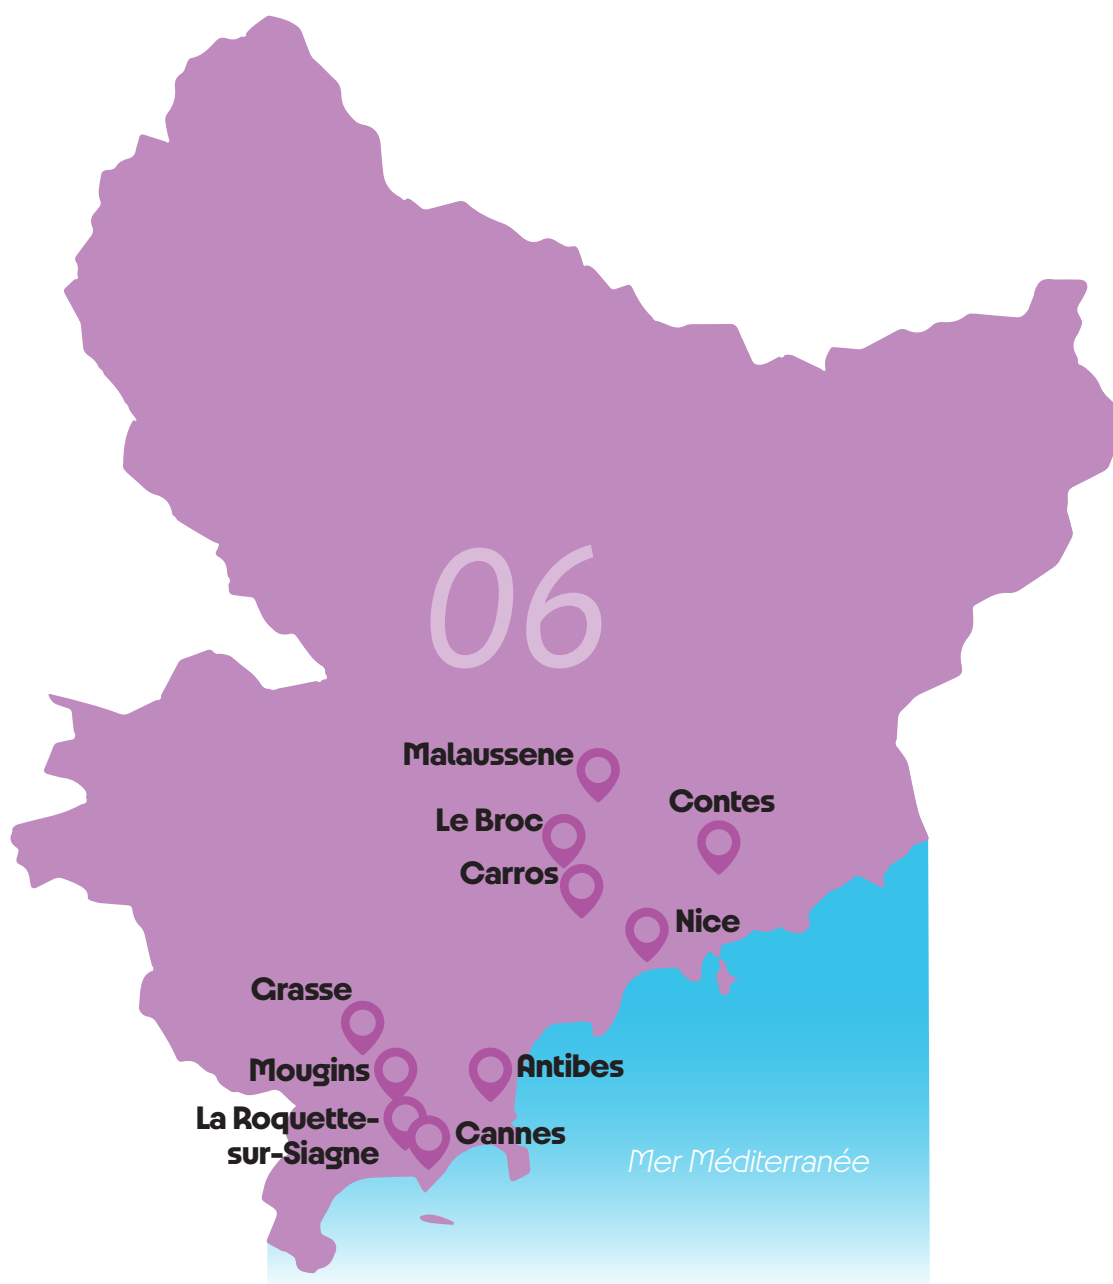 06
Malaussene
Le Broc
Contes
Carros
Nice
Grasse
Mougins
Antibes
La Roquette-
sur-Siagne
Cannes
Mer Méditerranée